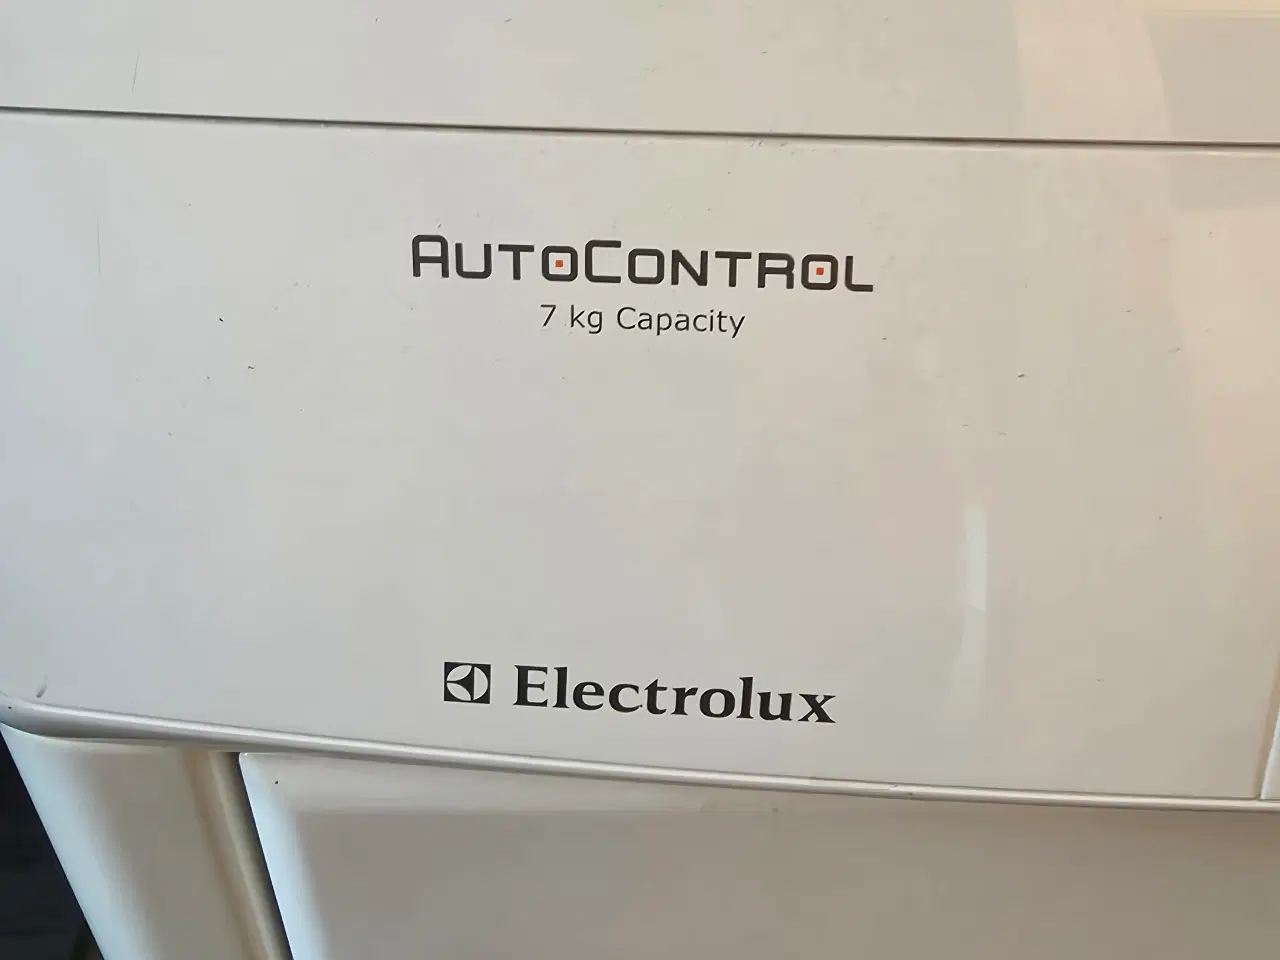 AUTOCONTROL
7 kg Capacity
Electrolux